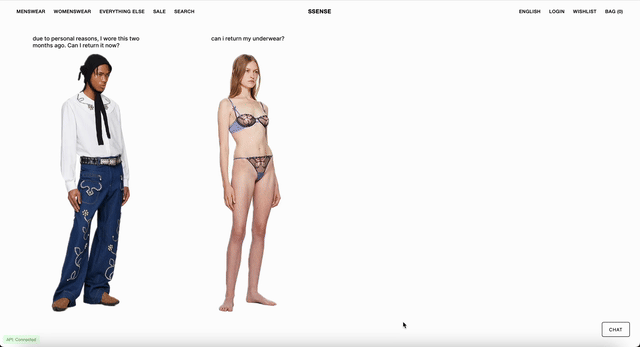 MENSWEAR WOMENSWEAR EVERYTHING ELSE SALE SEARCH SSENSE ENGLISH LOGIN WISHLIST BAG (0)
due to personal reasons, I wore this two
months ago. Can I return it now?
can i return my underwear?
CHAT
API: Connected